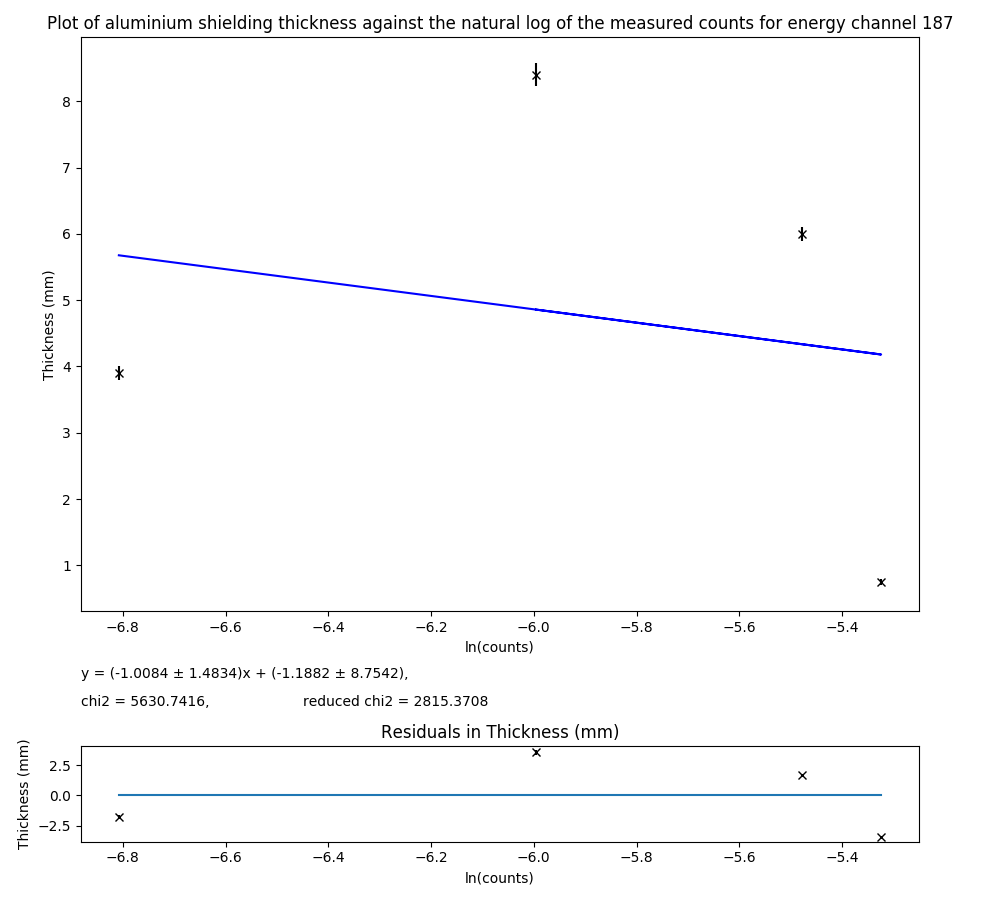 Plot of aluminium shielding thickness against the natural log of the measured counts for energy channel 187
8
7
6
5
4
3
2
1
Thickness (mm)
−6.8 −6.6 −6.4 −6.2 −6.0 −5.8 −5.6 −5.4
ln(counts)
y = (-1.0084 ± 1.4834)x + (-1.1882 ± 8.7542),
chi2 = 5630.7416, reduced chi2 = 2815.3708
Residuals in Thickness (mm)
2.5
0.0
−2.5
Thickness (mm)
−6.8 −6.6 −6.4 −6.2 −6.0 −5.8 −5.6 −5.4
ln(counts)